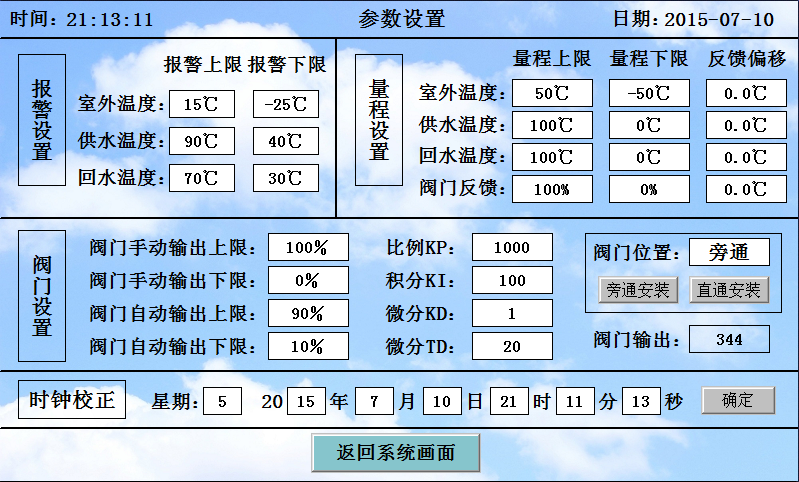 时间：21:13:11 参数设置 日期：2015-07-10
报警设置
报警上限 报警下限
室外温度： 15℃ -25℃
供水温度： 90℃ 40℃
回水温度： 70℃ 30℃
量程设置
量程上限 量程下限 反馈偏移
室外温度： 50℃ -50℃ 0.0℃
供水温度： 100℃ 0℃ 0.0℃
回水温度： 100℃ 0℃ 0.0℃
阀门反馈： 100% 0% 0.0℃
阀门设置
阀门手动输出上限： 100%
阀门手动输出下限： 0%
阀门自动输出上限： 90%
阀门自动输出下限： 10%
比例KP： 1000
积分KI： 100
微分KD： 1
微分TD： 20
阀门位置： 旁通
旁通安装 直通安装
阀门输出： 344
时钟校正 星期： 5 20 15 年 7 月 10 日 21 时 11 分 13 秒 确定
返回系统画面